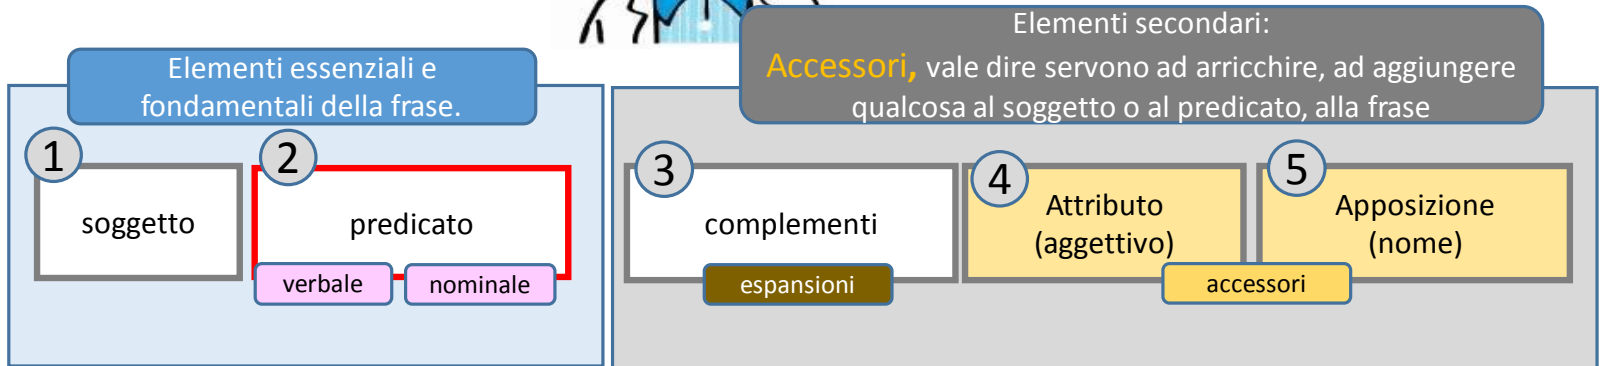 Elementi essenziali e
fondamentali della frase.
1
soggetto
2
predicato
verbale
nominale
Elementi secondari:
Accessori, vale dire servono ad arricchire, ad aggiungere
qualcosa al soggetto o al predicato, alla frase
3
complementi
espansioni
4
Attributo
(aggettivo)
5
Apposizione
(nome)
accessori